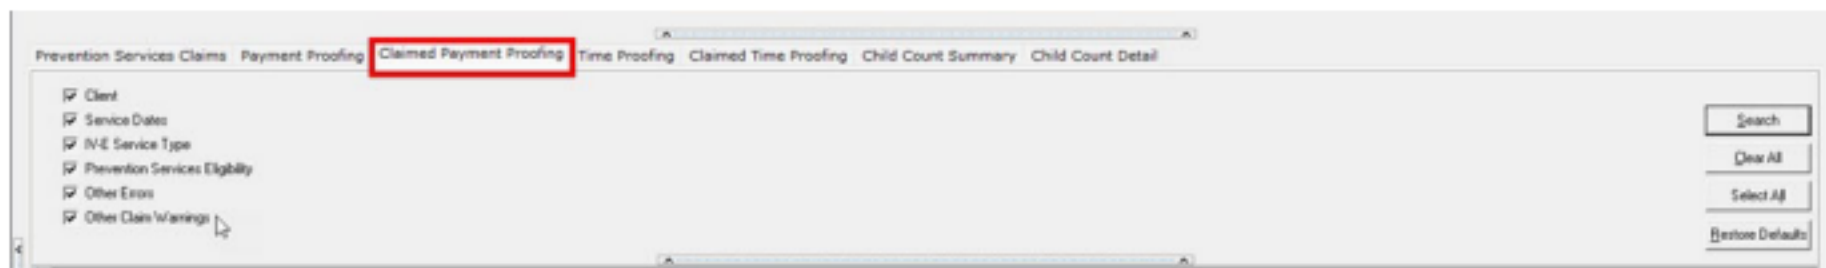 Prevention Services Claims Payment Proofing Claimed Payment Proofing Time Proofing Claimed Time Proofing Child Count Summary Child Count Detail
Client
Service Dates
Search
IV-E Service Type
Clear All
Prevention Services Eligibility
Other Errors
Select All
Other Claim Warnings
Restore Defaults